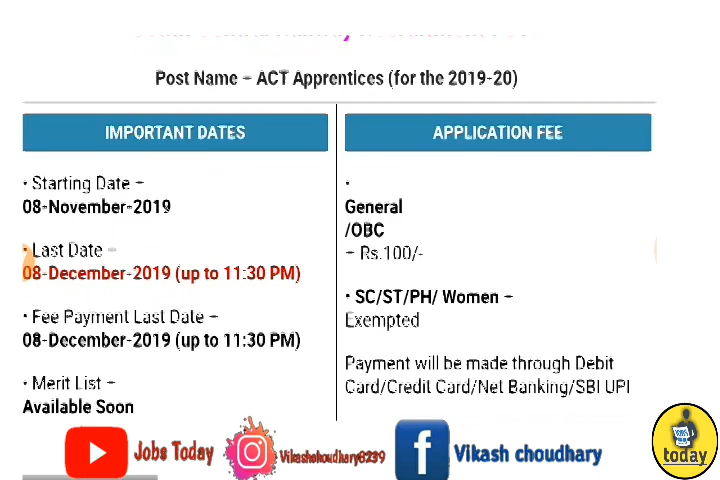 Post Name – ACT Apprentices (for the 2019-20)
IMPORTANT DATES
• Starting Date –
08-November-2019
• Last Date –
08-December-2019 (up to 11:30 PM)
• Fee Payment Last Date –
08-December-2019 (up to 11:30 PM)
• Merit List –
Available Soon
APPLICATION FEE
•
General
/OBC
– Rs.100/-
• SC/ST/PH/ Women –
Exempted
Payment will be made through Debit
Card/Credit Card/Net Banking/SBI UPI
Jobs Today
Vikashchoudhary8239
Vikash choudhary
today